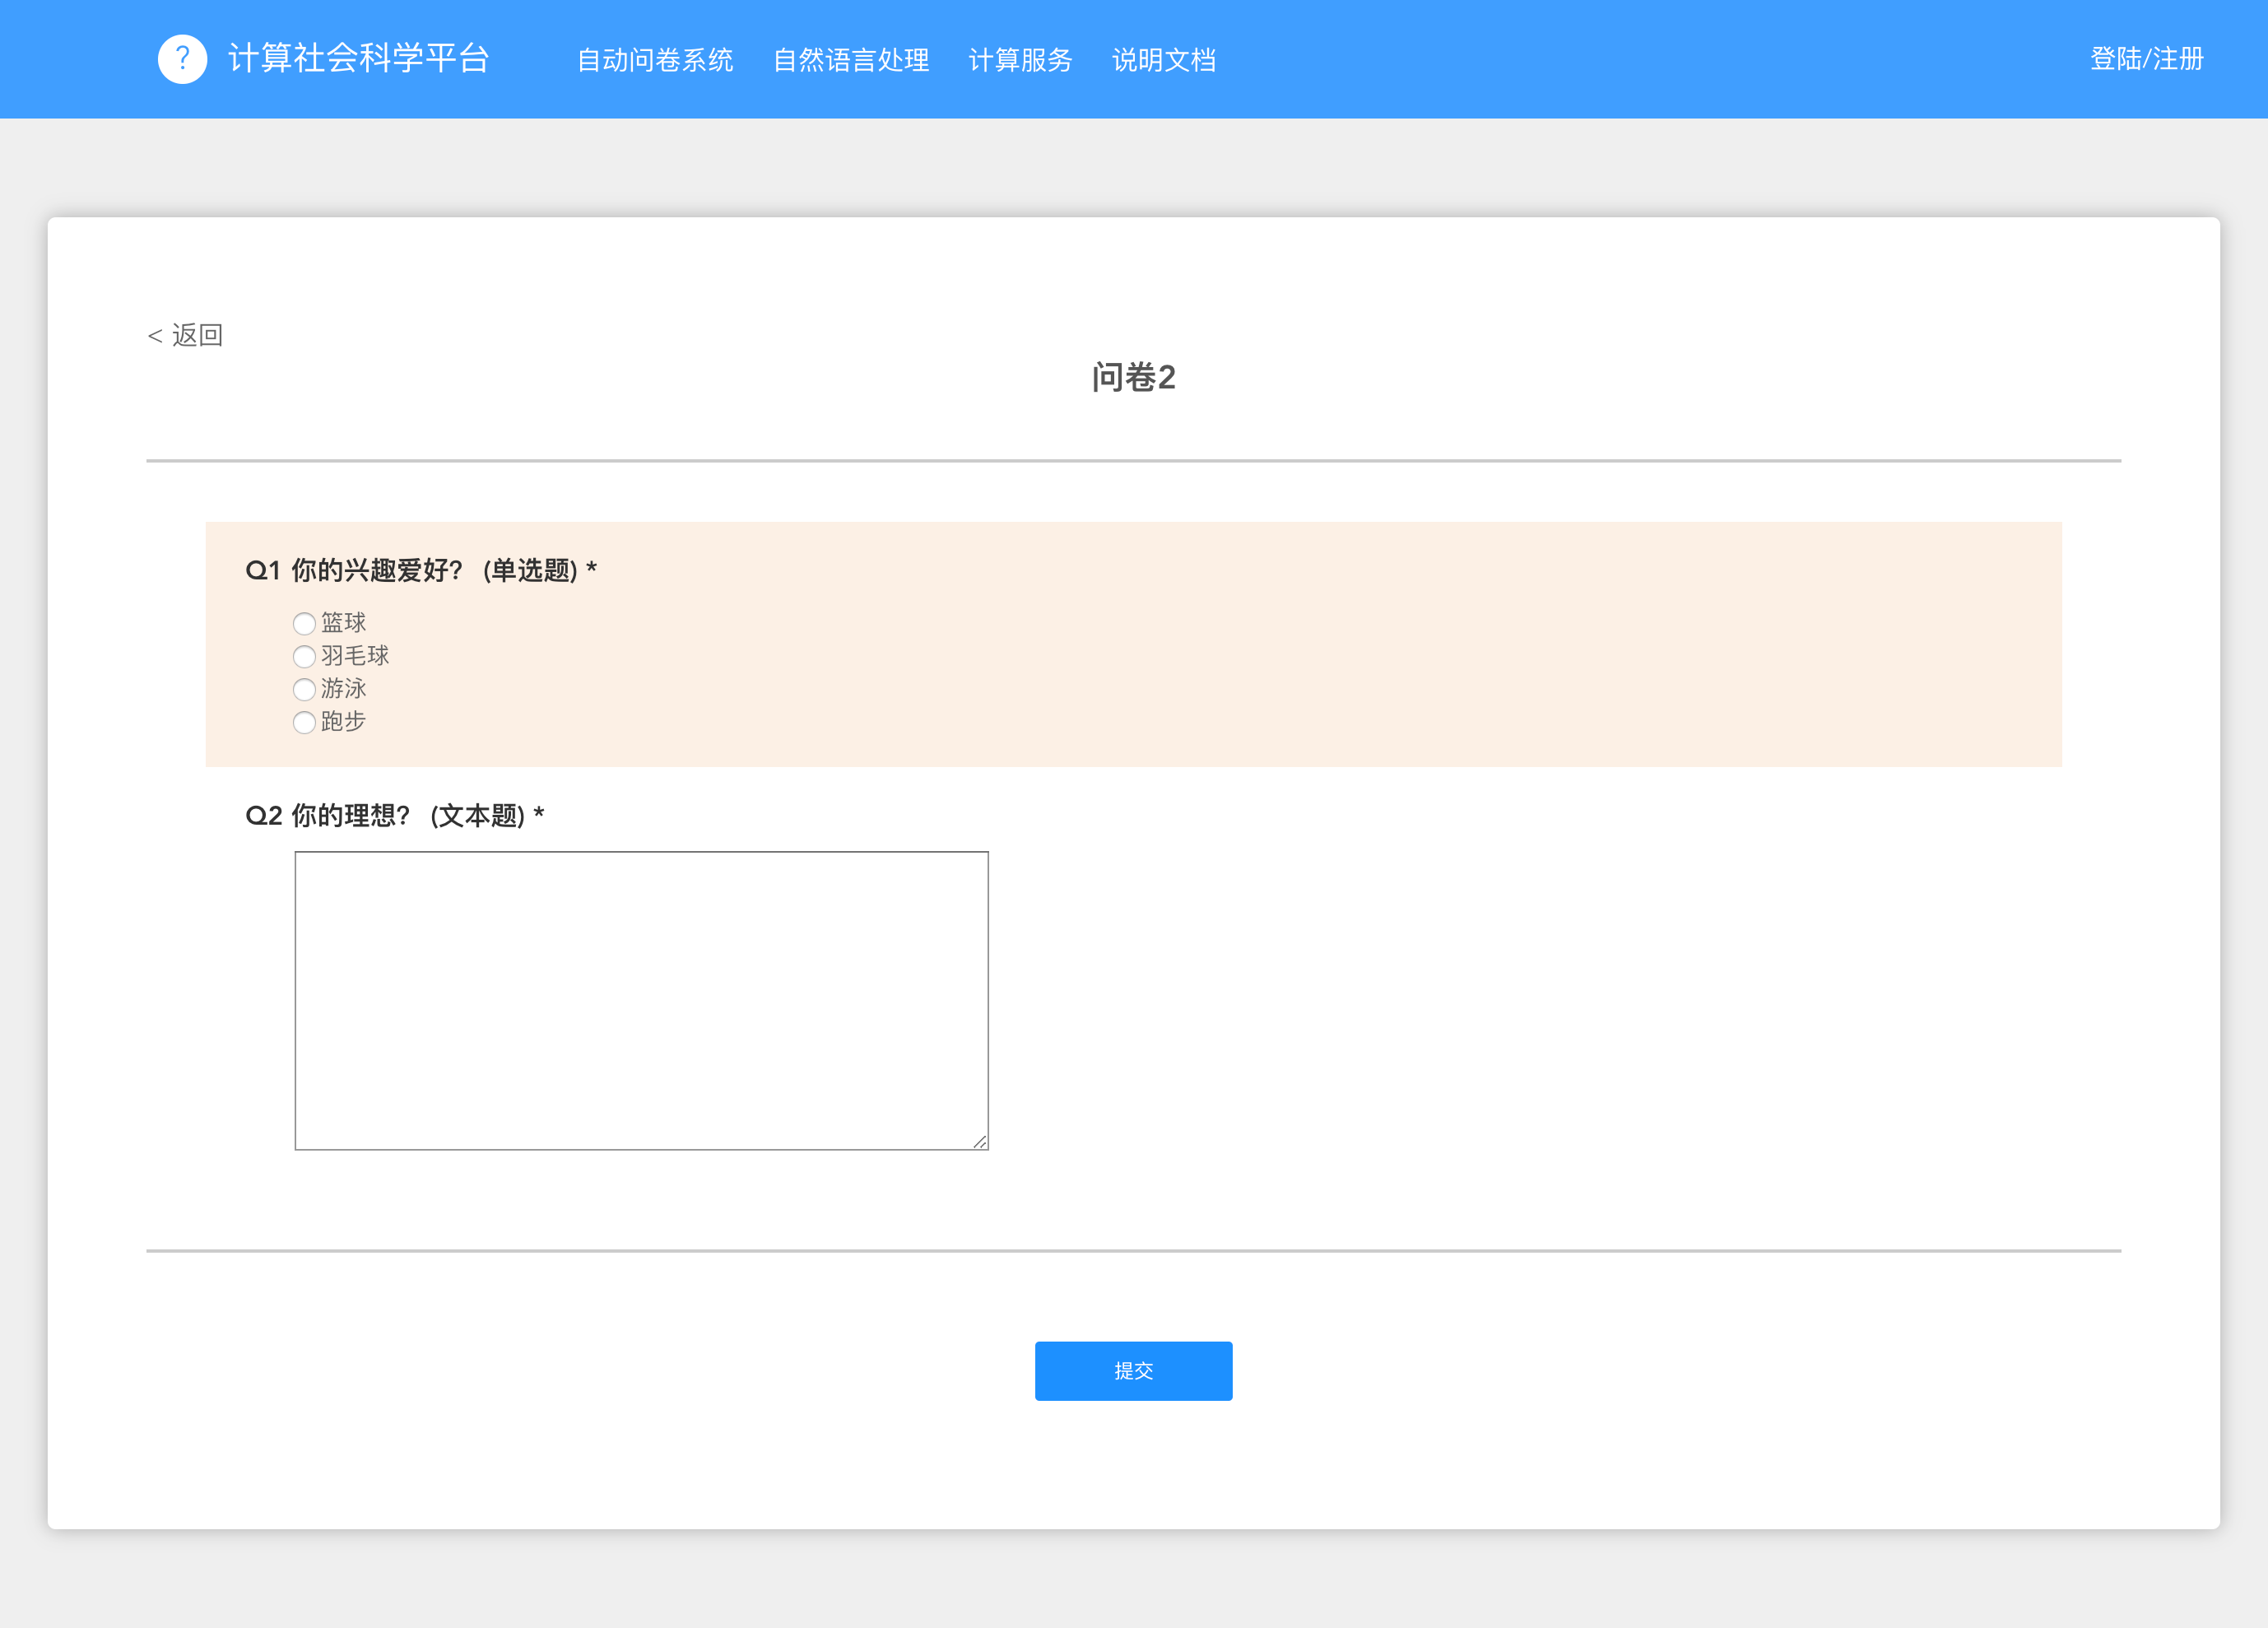 ? 计算社会科学平台 自动问卷系统 自然语言处理 计算服务 说明文档 登陆/注册
< 返回
问卷2
Q1 你的兴趣爱好？ (单选题) *
篮球
羽毛球
游泳
跑步
Q2 你的理想？ (文本题) *
提交